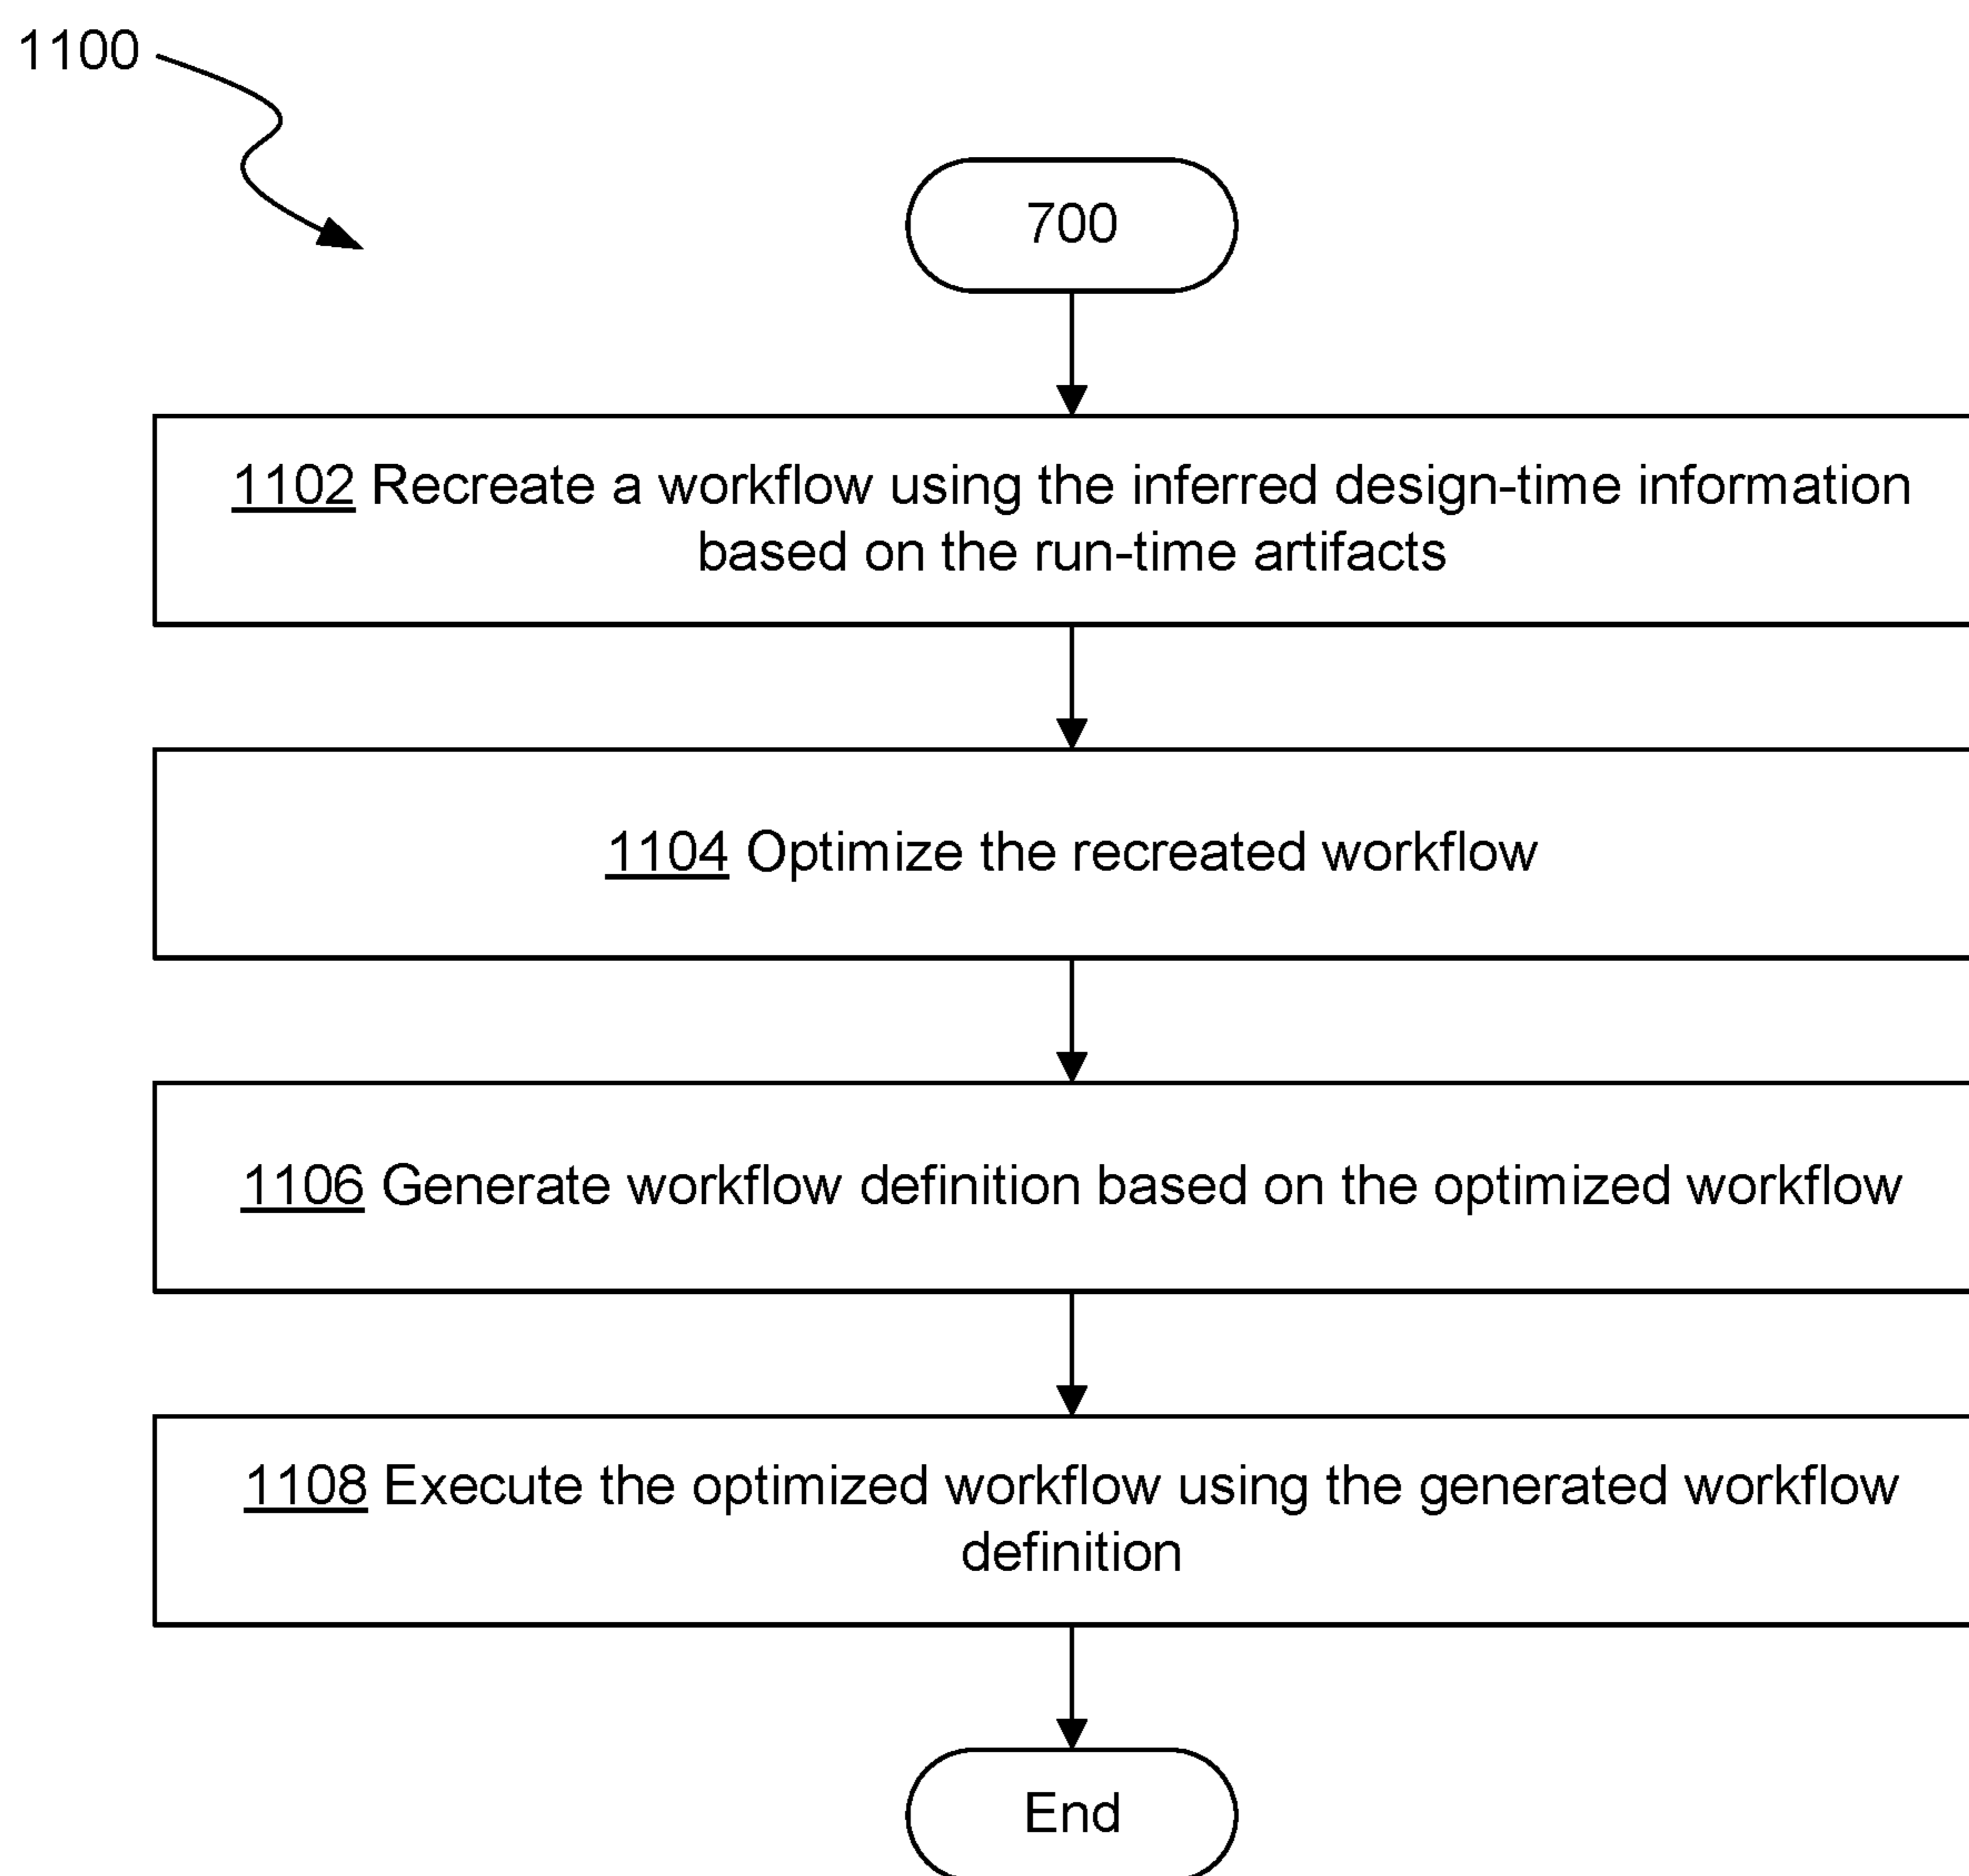 1100
700
1102 Recreate a workflow using the inferred design-time information
based on the run-time artifacts
1104 Optimize the recreated workflow
1106 Generate workflow definition based on the optimized workflow
1108 Execute the optimized workflow using the generated workflow
definition
End